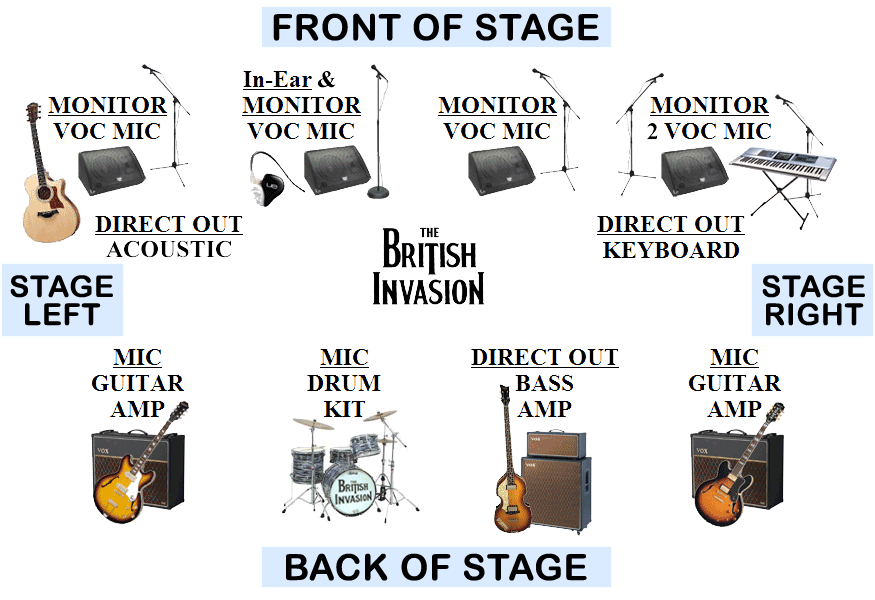 FRONT OF STAGE
MONITOR
VOC MIC
In-Ear &
MONITOR
VOC MIC
MONITOR
VOC MIC
MONITOR
2 VOC MIC
DIRECT OUT
ACOUSTIC
DIRECT OUT
KEYBOARD
THE
BRITISH
INVASION
STAGE
LEFT
STAGE
RIGHT
MIC
GUITAR
AMP
MIC
DRUM
KIT
DIRECT OUT
BASS
AMP
MIC
GUITAR
AMP
VOX
THE
BRITISH
INVASION
VOX
VOX
BACK OF STAGE